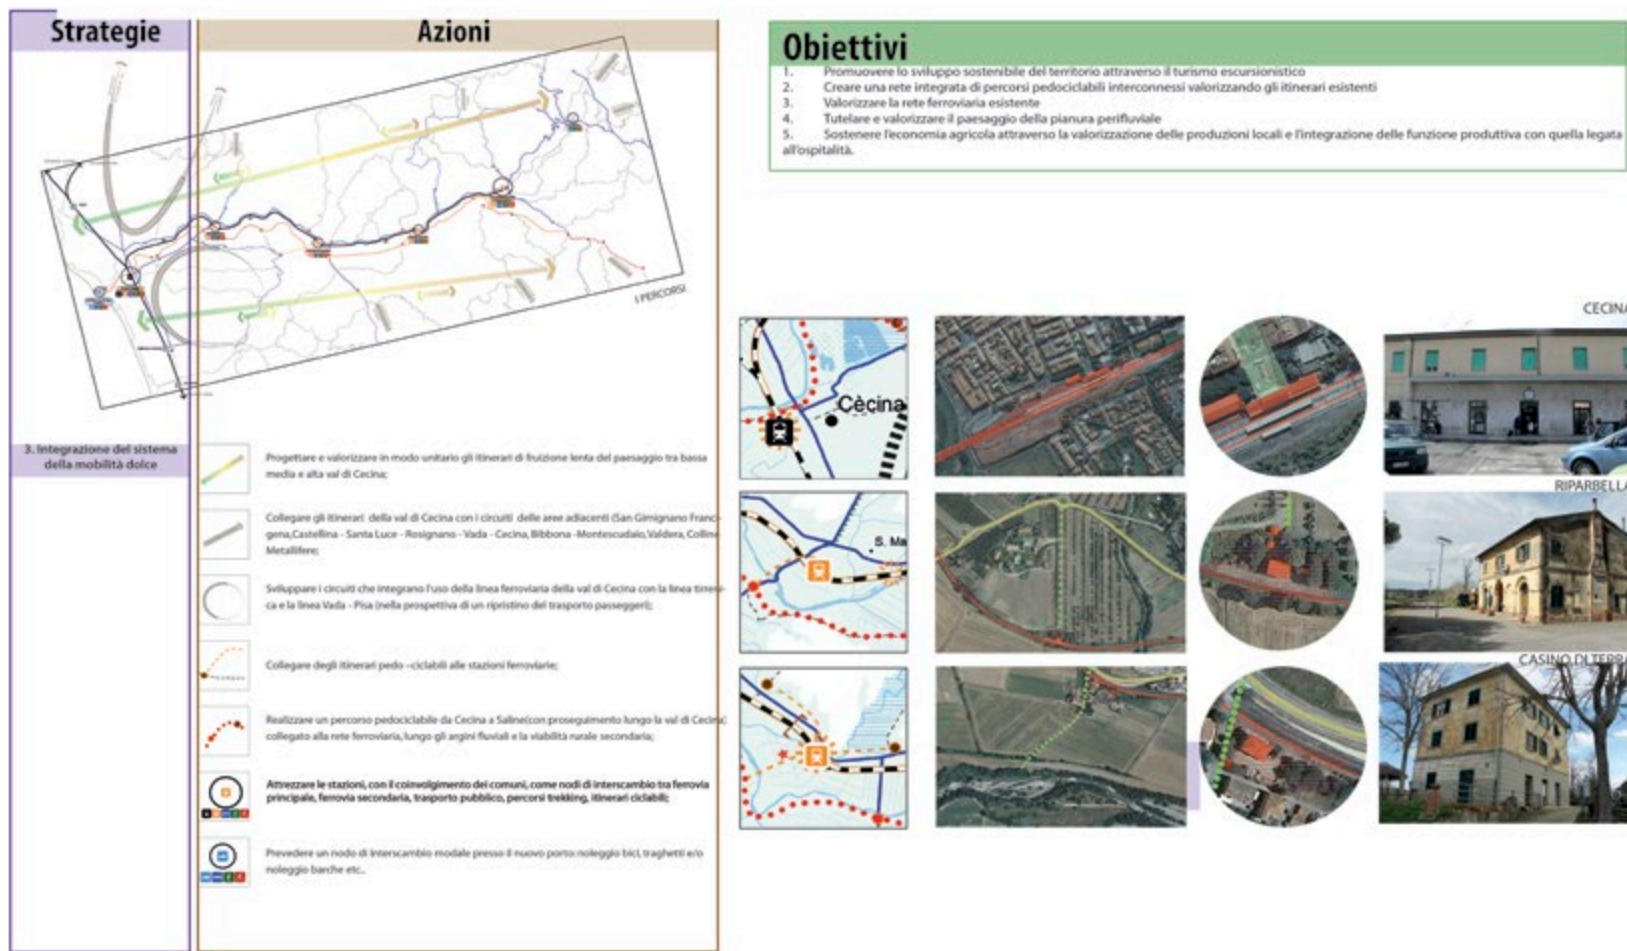 Strategie
Azioni
Obiettivi
1. Promuovere lo sviluppo sostenibile del territorio attraverso il turismo escursionistico
2. Creare una rete integrata di percorsi pedociclabili interconnessi valorizzando gli itinerari esistenti
3. Valorizzare la rete ferroviaria esistente
4. Tutelare e valorizzare il paesaggio della pianura perifluviale
5. Sostenere l'economia agricola attraverso la valorizzazione delle produzioni locali e l'integrazione delle funzione produttiva con quella legata
all'ospitalità.
I PERCORSI
3. Integrazione del sistema
della mobilità dolce
Progettare e valorizzare in modo unitario gli itinerari di fruizione lenta del paesaggio tra bassa
media e alta val di Cecina;
Collegare gli itinerari della val di Cecina con i circuiti delle aree adiacenti (San Gimignano Franci-
gena, Castellina - Santa Luce - Rosignano - Vada - Cecina, Bibbona - Montescudaio, Valdera, Colline
Metallifere;
Sviluppare i circuiti che integrano l'uso della linea ferroviaria della val di Cecina con la linea tirreni-
ca e la linea Vada - Pisa (nella prospettiva di un ripristino del trasporto passeggeri);
Collegare degli itinerari pedo -ciclabili alle stazioni ferroviarie;
Realizzare un percorso pedociclabile da Cecina a Saline(con proseguimento lungo la val di Cecina)
collegato alla rete ferroviaria, lungo gli argini fluviali e la viabilità rurale secondaria;
Attrezzare le stazioni, con il coinvolgimento dei comuni, come nodi di interscambio tra ferrovia
principale, ferrovia secondaria, trasporto pubblico, percorsi trekking, itinerari ciclabili;
Prevedere un nodo di interscambio modale presso il nuovo porto: noleggio bici, traghetti e/o
noleggio barche etc..
CECINA
Cècina
RIPARBELLA
S. Ma
CASINO DI TERRA